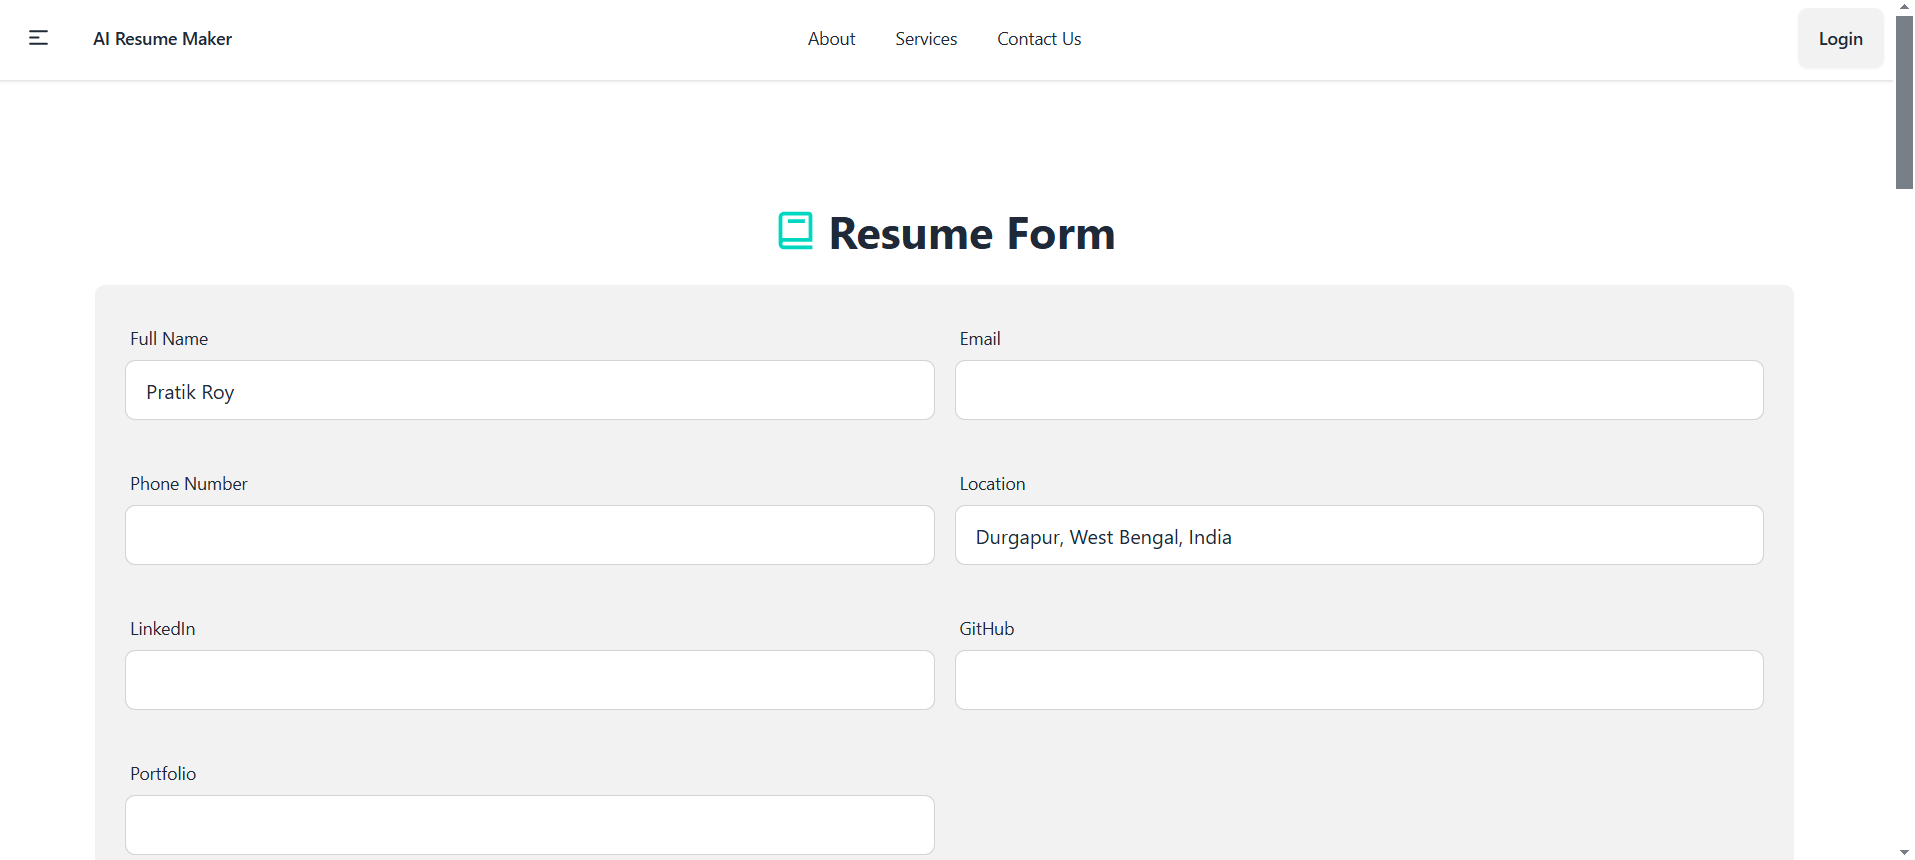 AI Resume Maker
About
Services
Contact Us
Login
Resume Form
Full Name
Email
Pratik Roy
Phone Number
Location
Durgapur, West Bengal, India
LinkedIn
GitHub
Portfolio